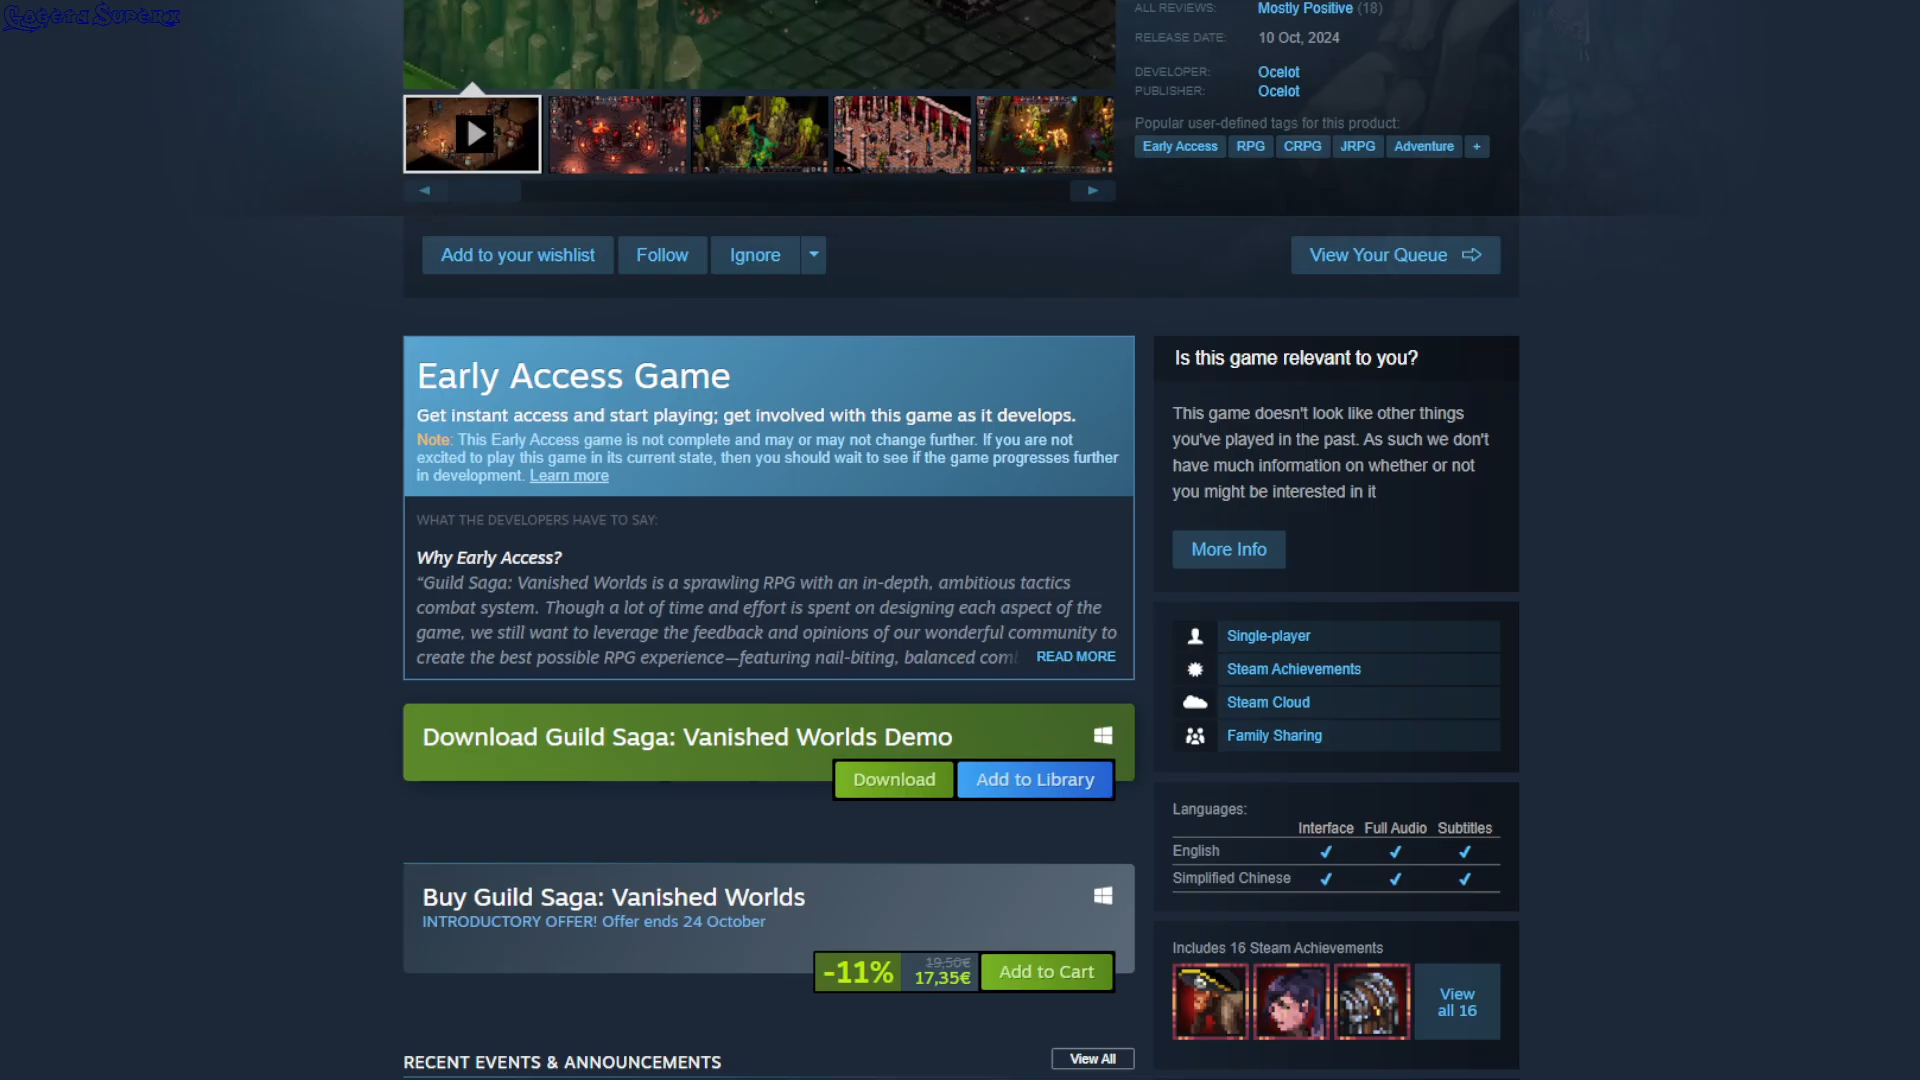 Cogeta Superx
ALL REVIEWS: Mostly Positive (18)
RELEASE DATE: 10 Oct, 2024
DEVELOPER: Ocelot
PUBLISHER: Ocelot
Popular user-defined tags for this product:
Early Access RPG CRPG JRPG Adventure +
Add to your wishlist Follow Ignore View Your Queue
Early Access Game
Get instant access and start playing; get involved with this game as it develops.
Note: This Early Access game is not complete and may or may not change further. If you are not
excited to play this game in its current state, then you should wait to see if the game progresses further
in development. Learn more
WHAT THE DEVELOPERS HAVE TO SAY:
Why Early Access?
“Guild Saga: Vanished Worlds is a sprawling RPG with an in-depth, ambitious tactics
combat system. Though a lot of time and effort is spent on designing each aspect of the
game, we still want to leverage the feedback and opinions of our wonderful community to
create the best possible RPG experience—featuring nail-biting, balanced com READ MORE
Download Guild Saga: Vanished Worlds Demo
Download Add to Library
Buy Guild Saga: Vanished Worlds
INTRODUCTORY OFFER! Offer ends 24 October
-11% 19,50€ 17,35€ Add to Cart
RECENT EVENTS & ANNOUNCEMENTS View All
Is this game relevant to you?
This game doesn't look like other things
you've played in the past. As such we don't
have much information on whether or not
you might be interested in it
More Info
Single-player
Steam Achievements
Steam Cloud
Family Sharing
Languages:
Interface Full Audio Subtitles
English ✔ ✔ ✔
Simplified Chinese ✔ ✔ ✔
Includes 16 Steam Achievements
View
all 16